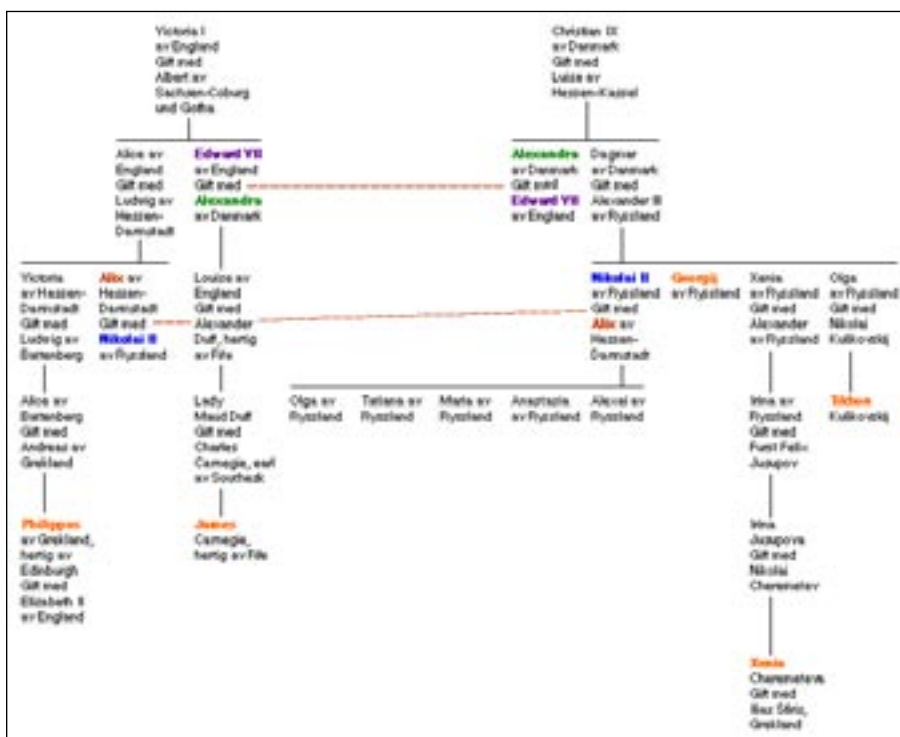 Victoria I
av England
Gift med
Albert av
Sachsen-Coburg
und Gotha
Christian IX
av Danmark
Gift med
Luise av
Hessen-Kassel
Alice av
England
Gift med
Ludvig av
Hessen-
Darmstadt
Edward VII
av England
Gift med
Alexandra
av Danmark
Alexandra
av Danmark
Gift med
Edward VII
av England
Dagmar
av Danmark
Gift med
Alexander III
av Ryssland
Victoria
av Hessen-
Darmstadt
Gift med
Ludvig av
Battenberg
Alix av
Hessen-
Darmstadt
Gift med
Nikolai II
av Ryssland
Louise av
England
Gift med
Alexander
Duff, hertig
av Fife
Nikolai II
av Ryssland
Gift med
Alix av
Hessen-
Darmstadt
Georgij
av Ryssland
Xenia
av Ryssland
Gift med
Alexander
av Ryssland
Olga
av Ryssland
Gift med
Nikolai
Kulikovskij
Alice av
Battenberg
Gift med
Andreas av
Grekland
Lady
Maud Duff
Gift med
Charles
Carnegie, earl
av Southesk
Olga av
Ryssland
Tatiana av
Ryssland
Maria av
Ryssland
Anastasia
av Ryssland
Alexei av
Ryssland
Irina av
Ryssland
Gift med
Furst Felix
Jusupov
Tichon
Kulikovskij
Philippos
av Grekland,
hertig av
Edinburgh
Gift med
Elizabeth II
av England
James
Carnegie,
hertig av Fife
Irina
Jusupova
Gift med
Nikolai
Cheremetev
Xenia
Cheremeteva
Gift med
Ilias Sfiris,
Grekland